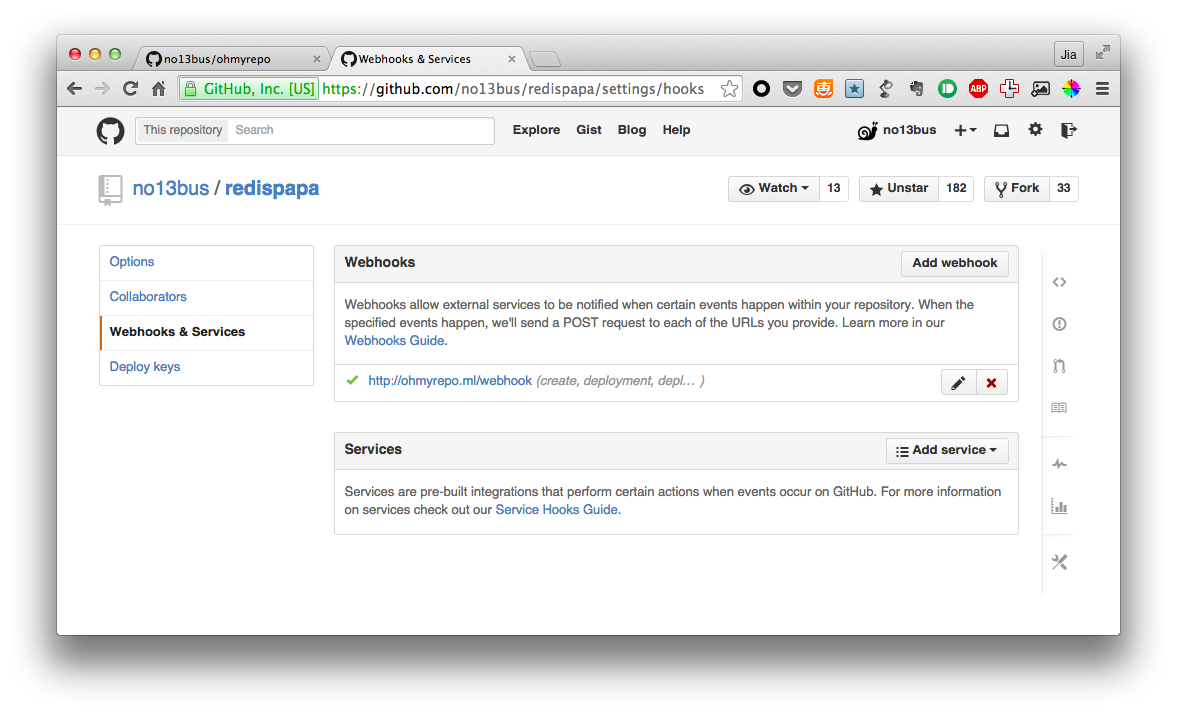 no13bus/ohmyrepo
Webhooks & Services
Jia
GitHub, Inc. [US] https://github.com/no13bus/redispapa/settings/hooks
ABP
This repository Search
Explore Gist Blog Help
no13bus
no13bus / redispapa
Watch 13 Unstar 182 Fork 33
Options
Collaborators
Webhooks & Services
Deploy keys
Webhooks
Add webhook
Webhooks allow external services to be notified when certain events happen within your repository. When the
specified events happen, we'll send a POST request to each of the URLs you provide. Learn more in our
Webhooks Guide.
http://ohmyrepo.ml/webhook (create, deployment, depl… )
Services
Add service
Services are pre-built integrations that perform certain actions when events occur on GitHub. For more information
on services check out our Service Hooks Guide.